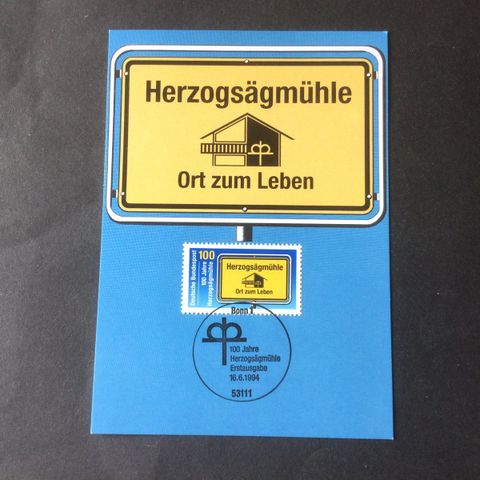 Herzogsägmühle
Ort zum Leben
Deutsche Bundespost
100
100 Jahre
Herzogsägmühle
Herzogsägmühle
Ort zum Leben
Bonn 1
100 Jahre
Herzogsägmühle
Erstausgabe
16.6.1994
53111